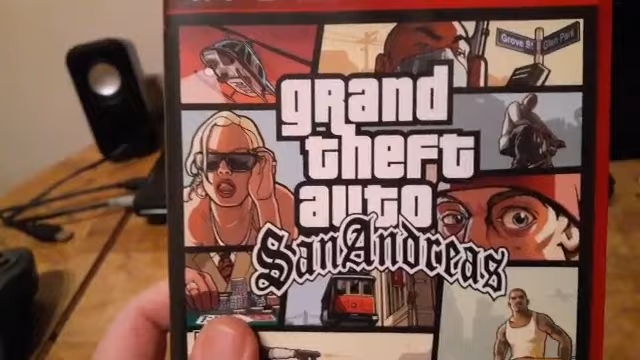 Grove St
Glen Park
grand
theft
auto
San Andreas